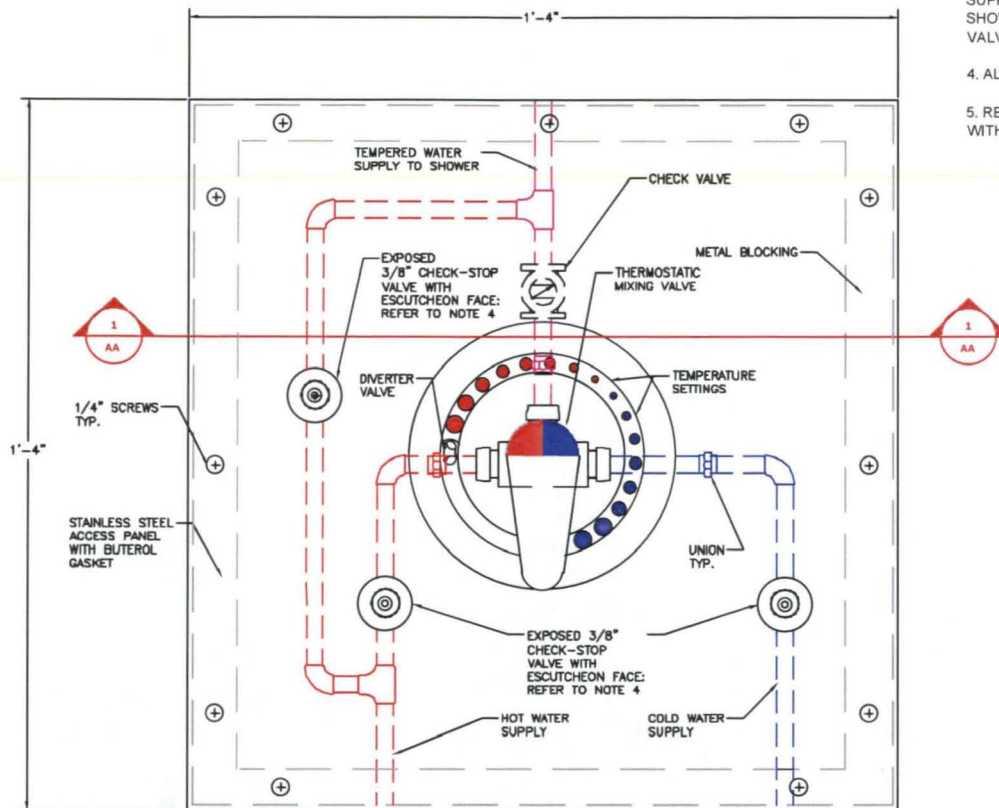 1'-4"
SHOW
VALV
4. AL
5. RE
WITH
TEMPERED WATER
SUPPLY TO SHOWER
CHECK VALVE
METAL BLOCKING
EXPOSED
3/8" CHECK-STOP
VALVE WITH
ESCUTCHEON FACE:
REFER TO NOTE 4
THERMOSTATIC
MIXING VALVE
1
AA
1
AA
DIVERTER
VALVE
TEMPERATURE
SETTINGS
1/4" SCREWS
TYP.
1'-4"
STAINLESS STEEL
ACCESS PANEL
WITH BUTEROL
GASKET
UNION
TYP.
EXPOSED 3/8"
CHECK-STOP
VALVE WITH
ESCUTCHEON FACE:
REFER TO NOTE 4
HOT WATER
SUPPLY
COLD WATER
SUPPLY